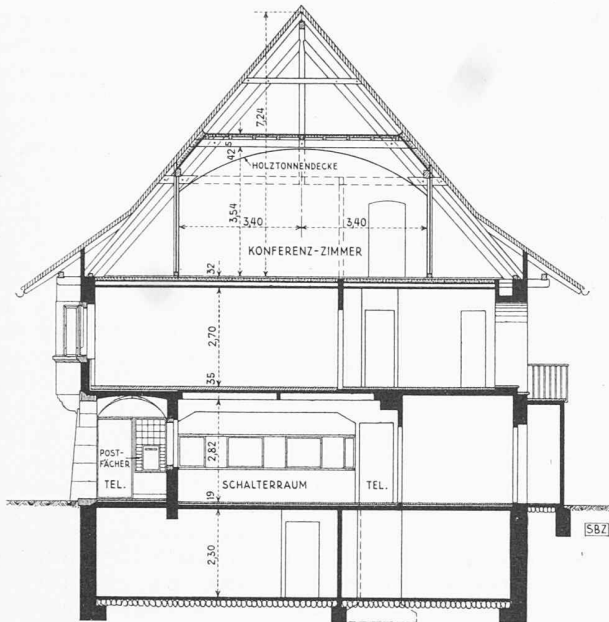 7,24
42⁵
HOLZTONNENDECKE
3,54
3,40
3,40
KONFERENZ-ZIMMER
32
2,70
35
POST-
FÄCHER
TEL.
2,82
SCHALTERRAUM
TEL.
19
SBZ
2,30